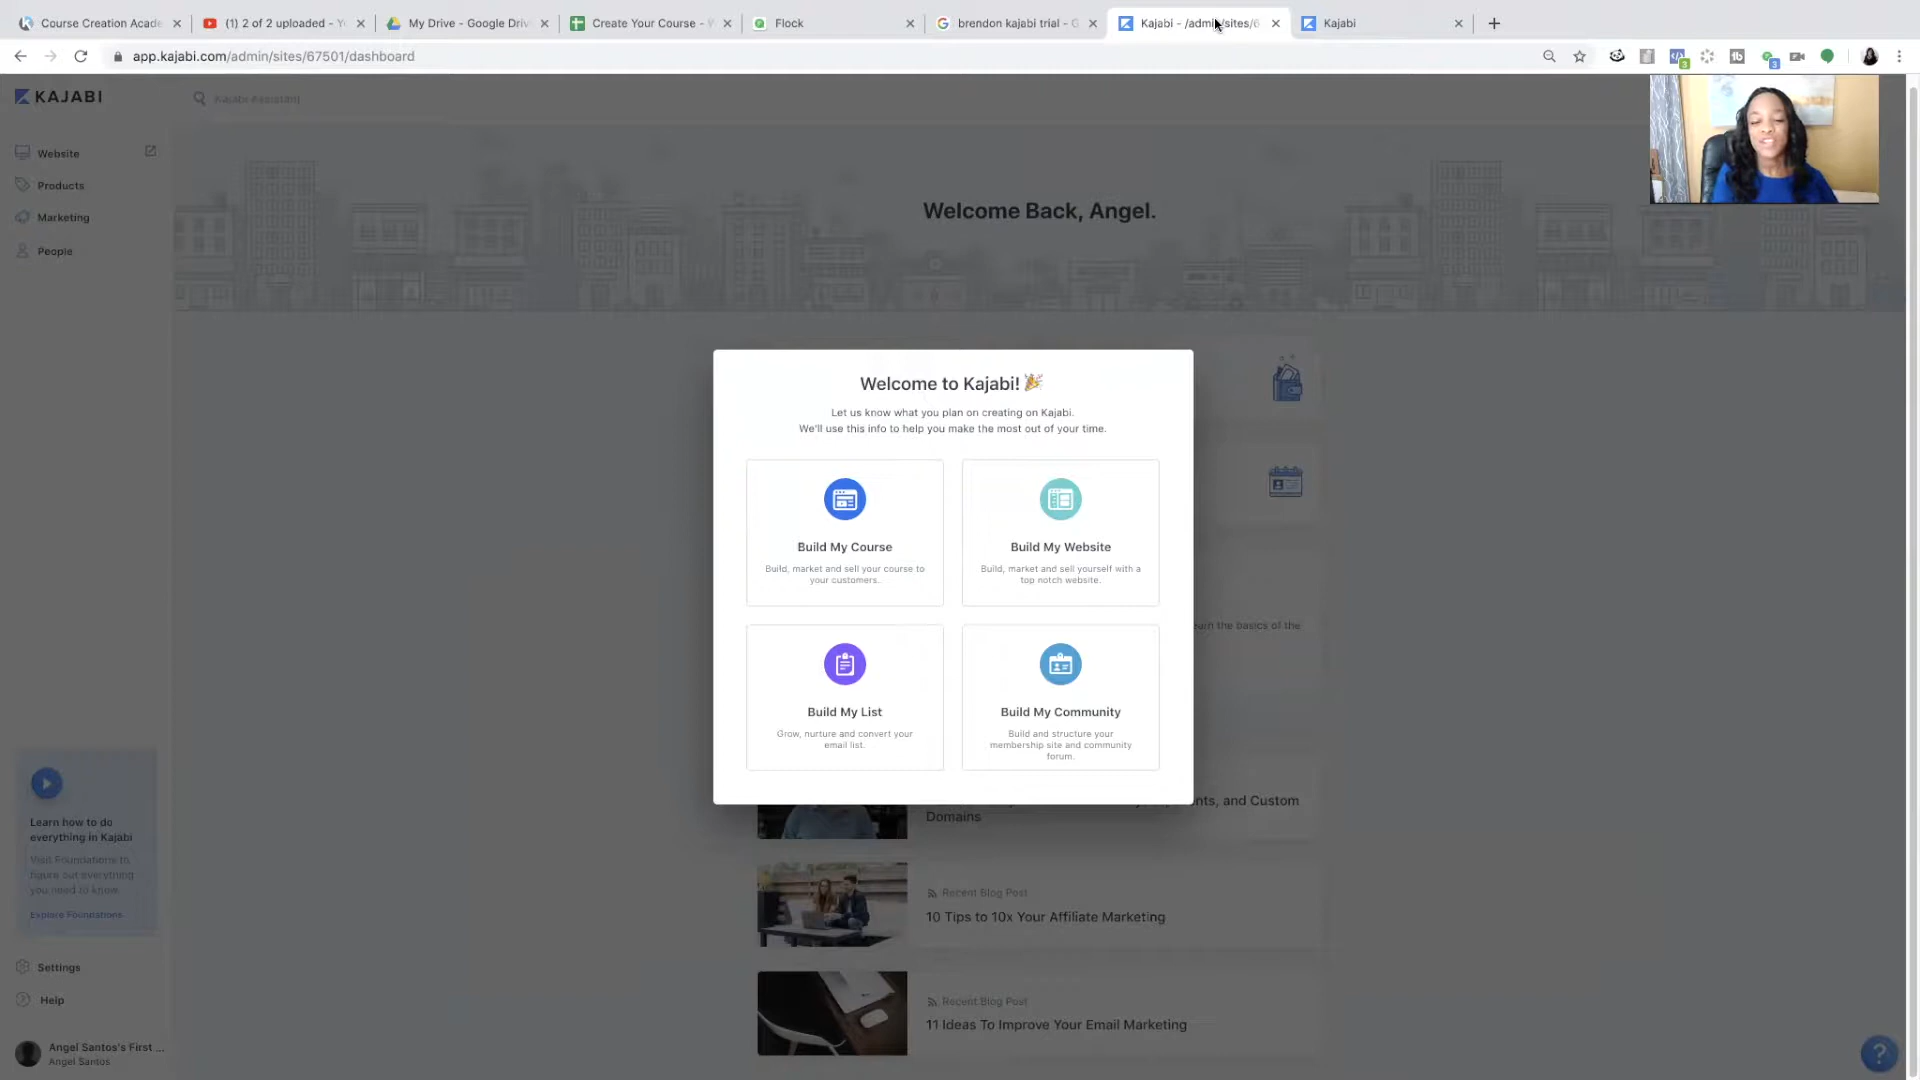 Course Creation Acade
(1) 2 of 2 uploaded - Yo
My Drive - Google Driv
Create Your Course - W
Flock
brendon kajabi trial - G
Kajabi - /admin/sites/6
Kajabi
app.kajabi.com/admin/sites/67501/dashboard
3
3
KAJABI
Kajabi Assistant
Website
Products
Marketing
People
Welcome Back, Angel.
Welcome to Kajabi!
Let us know what you plan on creating on Kajabi.
We'll use this info to help you make the most out of your time.
Build My Course
Build, market and sell your course to
your customers.
Build My Website
Build, market and sell yourself with a
top notch website.
earn the basics of the
Build My List
Grow, nurture and convert your
email list.
Build My Community
Build and structure your
membership site and community
forum.
nts, and Custom
Domains
Recent Blog Post
10 Tips to 10x Your Affiliate Marketing
Recent Blog Post
11 Ideas To Improve Your Email Marketing
Learn how to do
everything in Kajabi
Visit Foundations to
figure out everything
you need to know.
Explore Foundations
Settings
Help
Angel Santos's First ...
Angel Santos
?